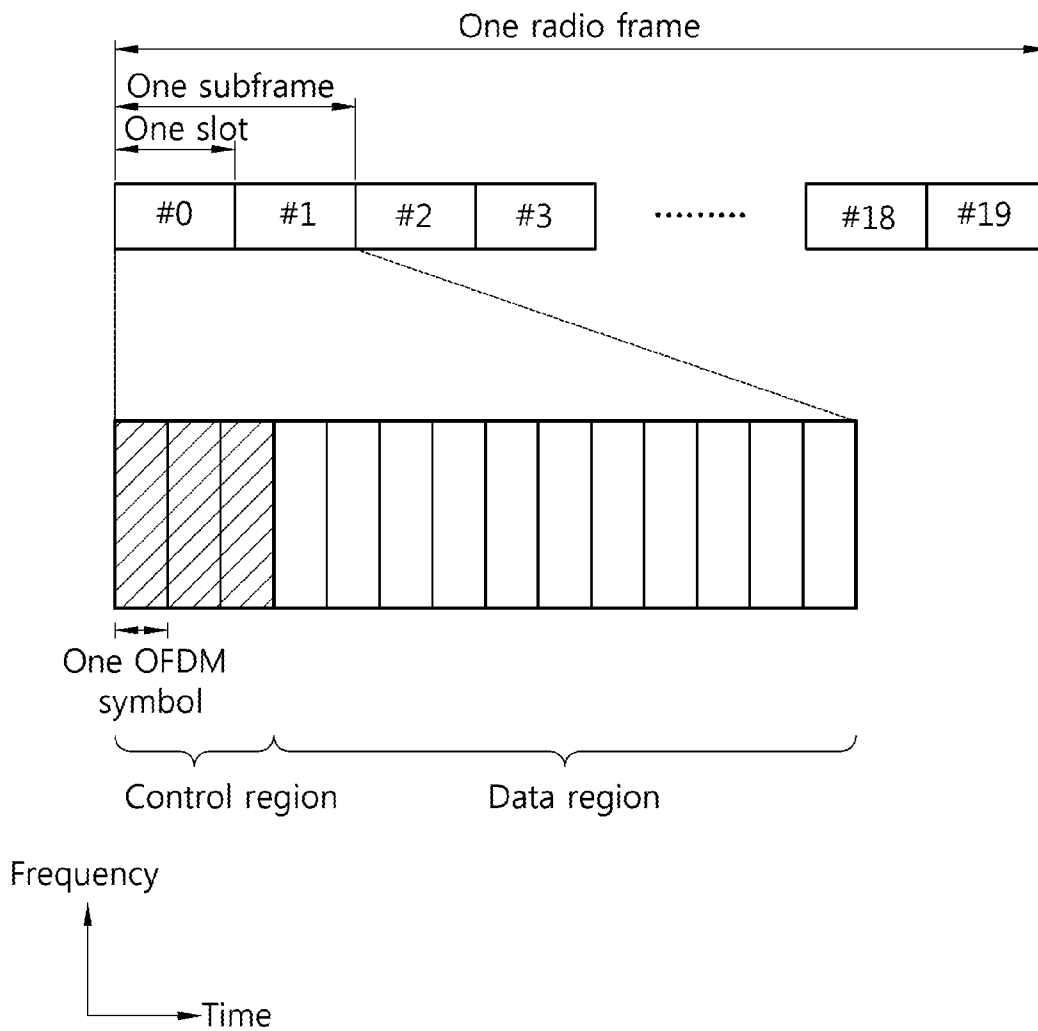 One radio frame
One subframe
One slot
#0 #1 #2 #3 ········· #18 #19
One OFDM
symbol
Control region Data region
Frequency
Time